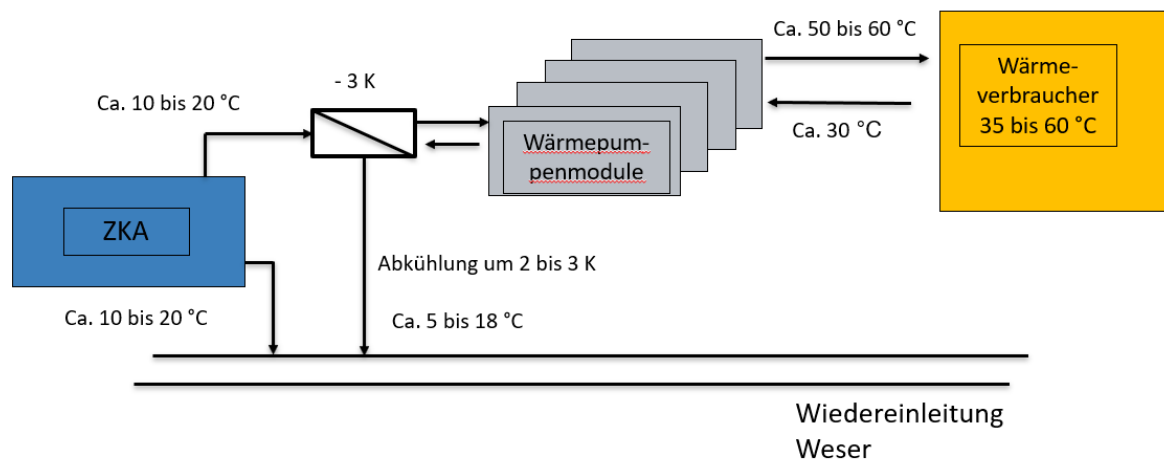 Ca. 50 bis 60 °C
- 3 K
Ca. 10 bis 20 °C
Wärme-
verbraucher
35 bis 60 °C
Ca. 30 °C
Wärmepum-
penmodule
ZKA
Abkühlung um 2 bis 3 K
Ca. 10 bis 20 °C
Ca. 5 bis 18 °C
Wiedereinleitung
Weser